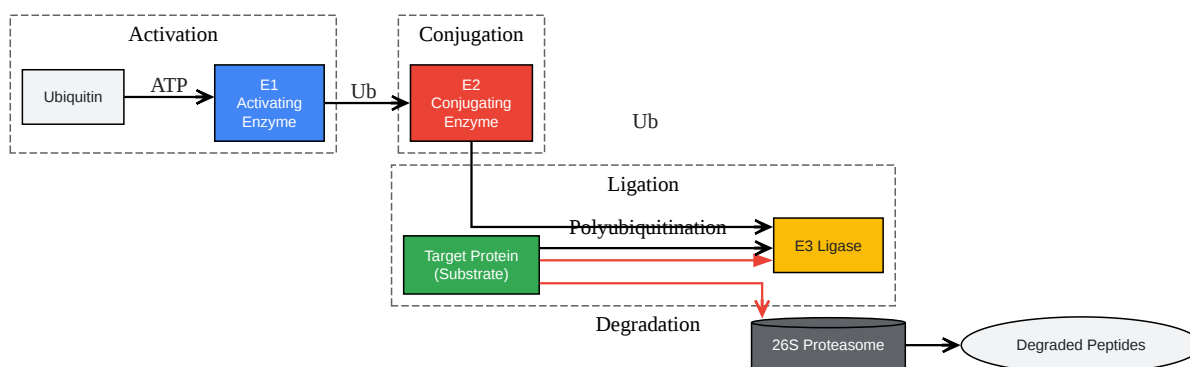 Activation
Conjugation
Ubiquitin
ATP
E1
Activating
Enzyme
Ub
E2
Conjugating
Enzyme
Ub
Ligation
Polyubiquitination
Target Protein
(Substrate)
E3 Ligase
Degradation
26S Proteasome
Degraded Peptides